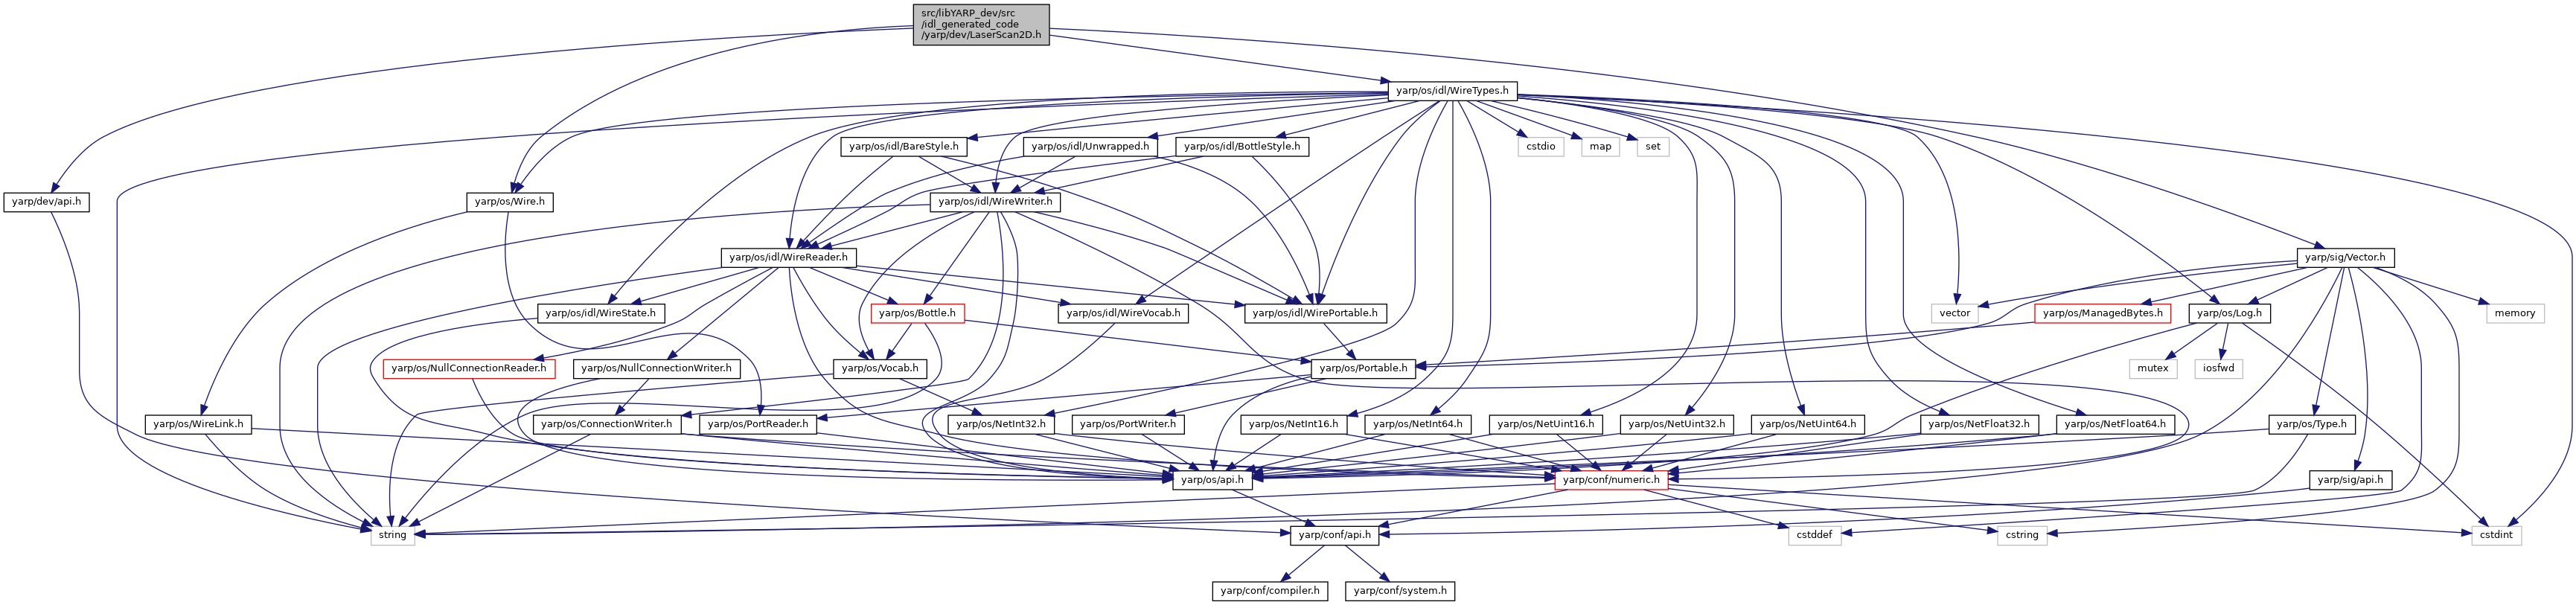 src/libYARP_dev/src
/idl_generated_code
/yarp/dev/LaserScan2D.h
yarp/os/idl/WireTypes.h
yarp/os/idl/BareStyle.h
yarp/os/idl/Unwrapped.h
yarp/os/idl/BottleStyle.h
cstdio
map
set
yarp/dev/api.h
yarp/os/Wire.h
yarp/os/idl/WireWriter.h
yarp/os/idl/WireReader.h
yarp/sig/Vector.h
yarp/os/idl/WireState.h
yarp/os/Bottle.h
yarp/os/idl/WireVocab.h
yarp/os/idl/WirePortable.h
vector
yarp/os/ManagedBytes.h
yarp/os/Log.h
memory
yarp/os/NullConnectionReader.h
yarp/os/NullConnectionWriter.h
yarp/os/Vocab.h
yarp/os/Portable.h
mutex
iosfwd
yarp/os/WireLink.h
yarp/os/ConnectionWriter.h
yarp/os/PortReader.h
yarp/os/NetInt32.h
yarp/os/PortWriter.h
yarp/os/NetInt16.h
yarp/os/NetInt64.h
yarp/os/NetUint16.h
yarp/os/NetUint32.h
yarp/os/NetUint64.h
yarp/os/NetFloat32.h
yarp/os/NetFloat64.h
yarp/os/Type.h
yarp/os/api.h
yarp/conf/numeric.h
yarp/sig/api.h
string
yarp/conf/api.h
cstddef
cstring
cstdint
yarp/conf/compiler.h
yarp/conf/system.h